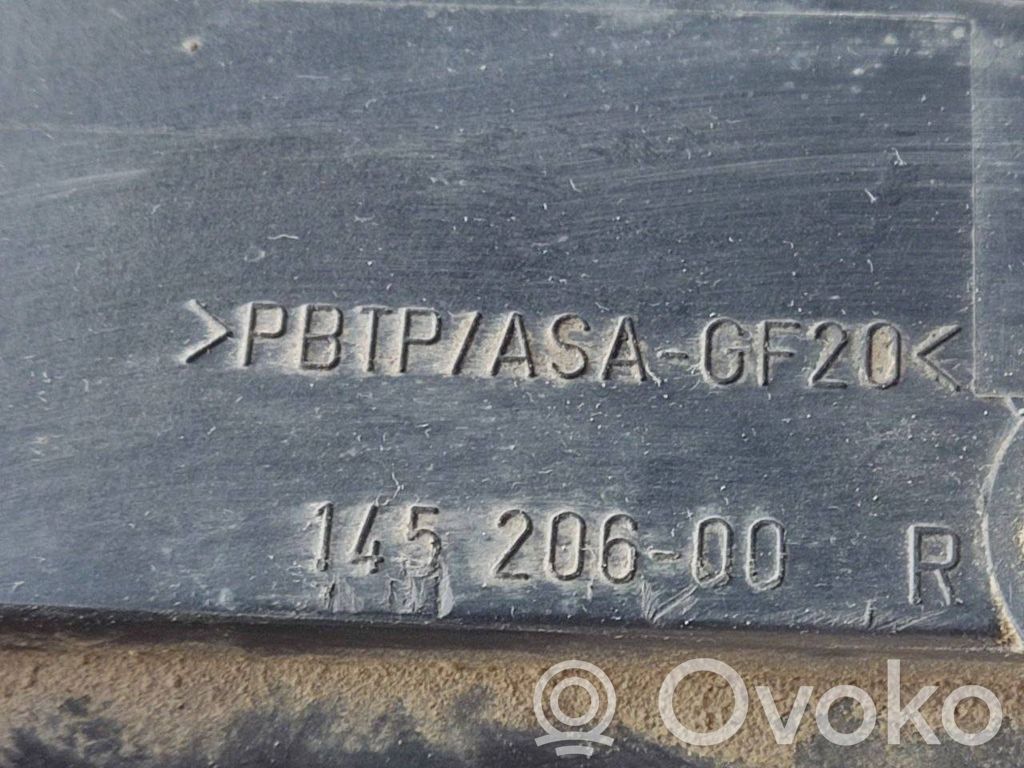 >PBTP/ASA-GF20<
145 206-00 R
© Ovoko